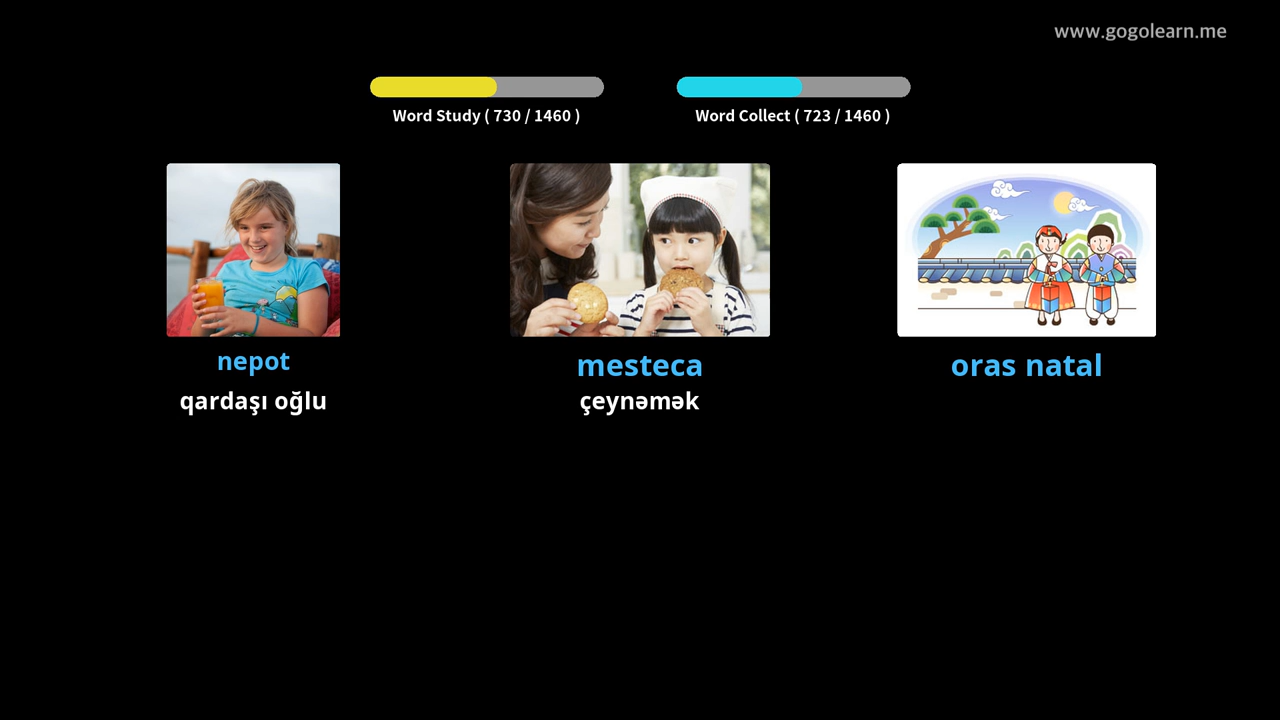 www.gogolearn.me
Word Study ( 730 / 1460 )
Word Collect ( 723 / 1460 )
nepot
mesteca
oras natal
qardaşı oğlu
çeynəmək